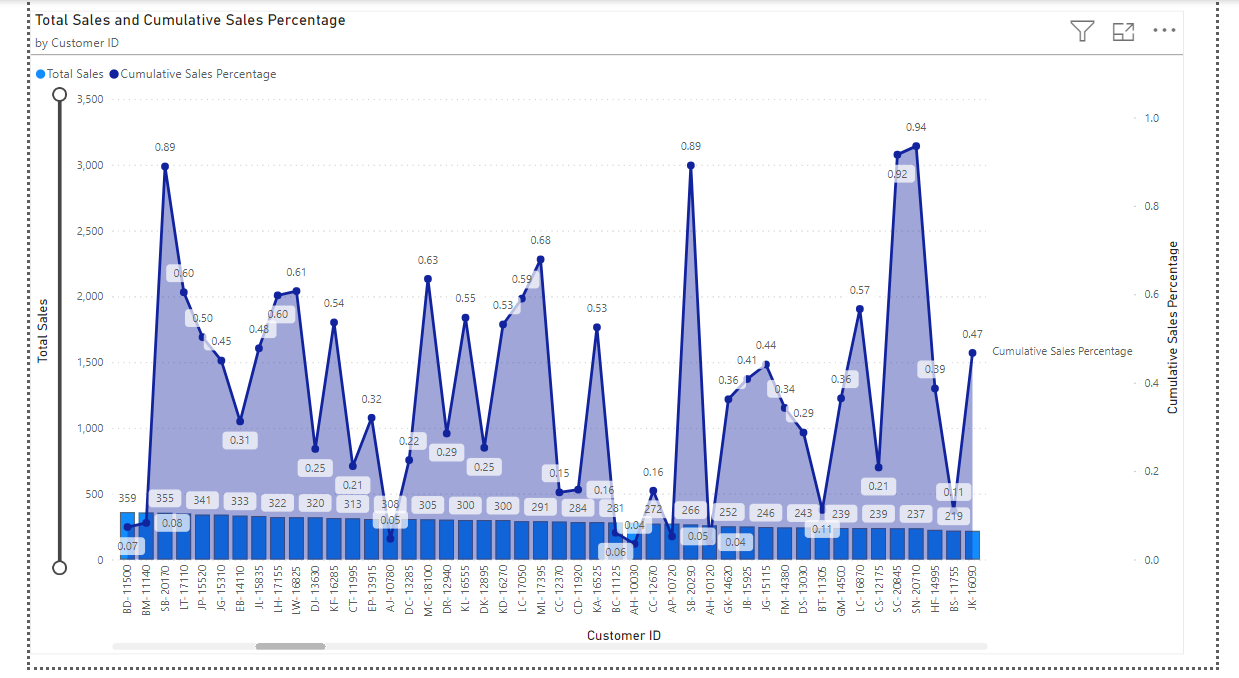 Total Sales and Cumulative Sales Percentage
by Customer ID
Total Sales Cumulative Sales Percentage
3,500
3,000
2,500
2,000
1,500
1,000
500
0
Total Sales
1.0
0.8
0.6
0.4
0.2
0.0
Cumulative Sales Percentage
Cumulative Sales Percentage
0.07
0.08
0.89
0.60
0.50
0.45
0.31
0.48
0.60
0.61
0.25
0.54
0.21
0.32
0.05
0.22
0.63
0.29
0.55
0.25
0.53
0.59
0.68
0.15
0.16
0.53
0.06
0.04
0.16
0.05
0.89
0.04
0.36
0.41
0.44
0.34
0.29
0.11
0.36
0.57
0.21
0.92
0.94
0.39
0.11
0.47
359 355 341 333 322 320 313 308 305 300 300 291 284 281 272 266 252 246 243 239 239 237 219
BD-11500
BM-11140
SB-20170
LT-17110
JP-15520
JG-15310
EB-14110
JL-15835
LH-17155
LW-16825
DJ-13630
KF-16285
CT-11995
EP-13915
AJ-10780
DC-13285
MC-18100
DR-12940
KL-16555
DK-12895
KD-16270
LC-17050
ML-17395
CC-12370
CD-11920
KA-16525
BC-11125
AH-10030
CC-12670
AP-10720
SB-20290
AH-10120
GK-14620
JB-15925
JG-15115
FM-14380
DS-13030
BT-11305
GM-14500
LC-16870
CS-12175
SC-20845
SN-20710
HF-14995
BS-11755
JK-16090
Customer ID